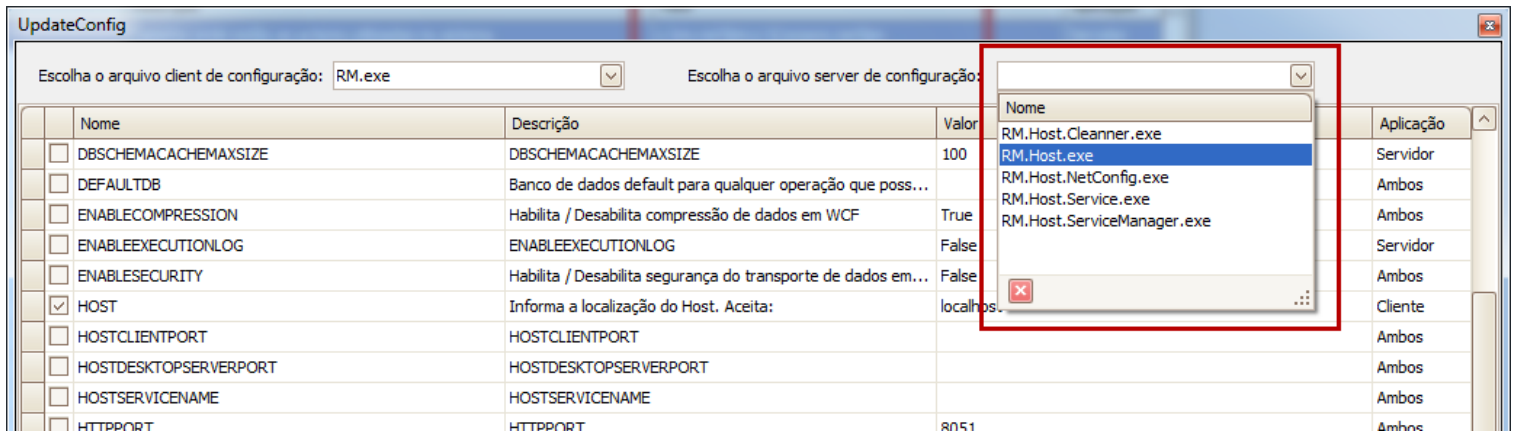 UpdateConfig
Escolha o arquivo client de configuração: RM.exe Escolha o arquivo server de configuração:
Nome Descrição Valor Aplicação
Nome
RM.Host.Cleanner.exe
RM.Host.exe
RM.Host.NetConfig.exe
RM.Host.Service.exe
RM.Host.ServiceManager.exe
DBSCHEMACACHEMAXSIZE DBSCHEMACACHEMAXSIZE 100 Servidor
DEFAULTDB Banco de dados default para qualquer operação que poss... Ambos
ENABLECOMPRESSION Habilita / Desabilita compressão de dados em WCF True Ambos
ENABLEEXECUTIONLOG ENABLEEXECUTIONLOG False Servidor
ENABLESECURITY Habilita / Desabilita segurança do transporte de dados em... False Ambos
HOST Informa a localização do Host. Aceita: localhost Cliente
HOSTCLIENTPORT HOSTCLIENTPORT Ambos
HOSTDESKTOPSERVERPORT HOSTDESKTOPSERVERPORT Ambos
HOSTSERVICENAME HOSTSERVICENAME Ambos
HTTPPORT HTTPPORT 8051 Ambos